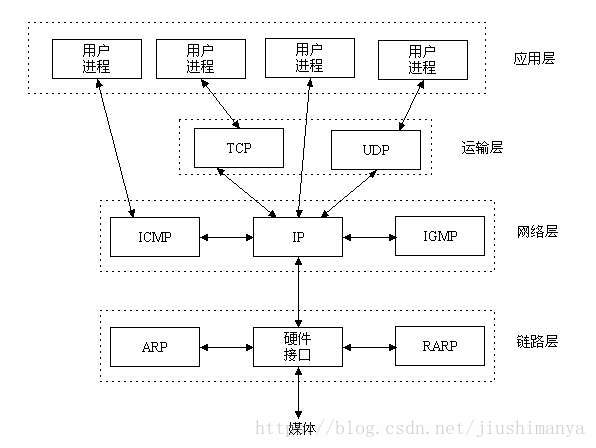 用户
进程
用户
进程
用户
进程
用户
进程
应用层
TCP
UDP
运输层
ICMP
IP
IGMP
网络层
ARP
硬件
接口
RARP
链路层
媒体
http://blog.csdn.net/jiushimanya